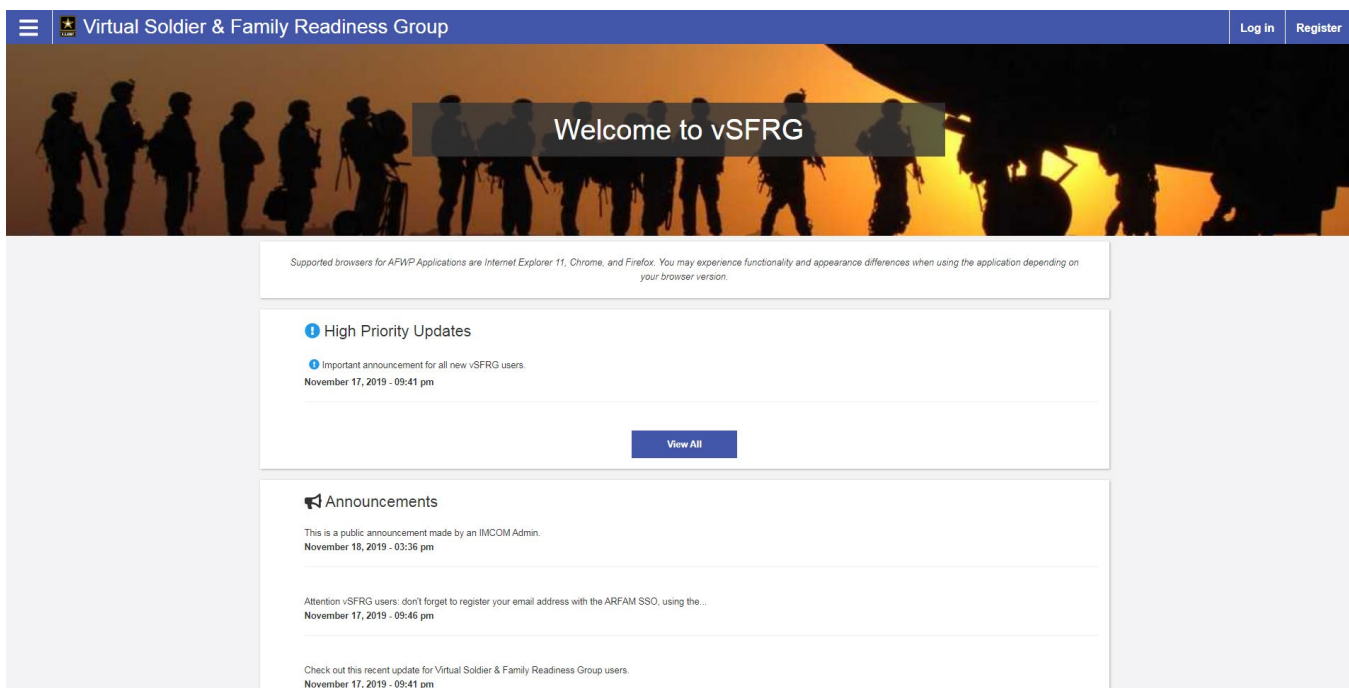 Virtual Soldier & Family Readiness Group
Log in
Register
Welcome to vSFRG
Supported browsers for AFWP Applications are Internet Explorer 11, Chrome, and Firefox. You may experience functionality and appearance differences when using the application depending on
your browser version.
High Priority Updates
Important announcement for all new vSFRG users.
November 17, 2019 - 09:41 pm
View All
Announcements
This is a public announcement made by an IMCOM Admin.
November 18, 2019 - 03:36 pm
Attention vSFRG users: don't forget to register your email address with the ARFAM SSO, using the...
November 17, 2019 - 09:46 pm
Check out this recent update for Virtual Soldier & Family Readiness Group users.
November 17, 2019 - 09:41 pm